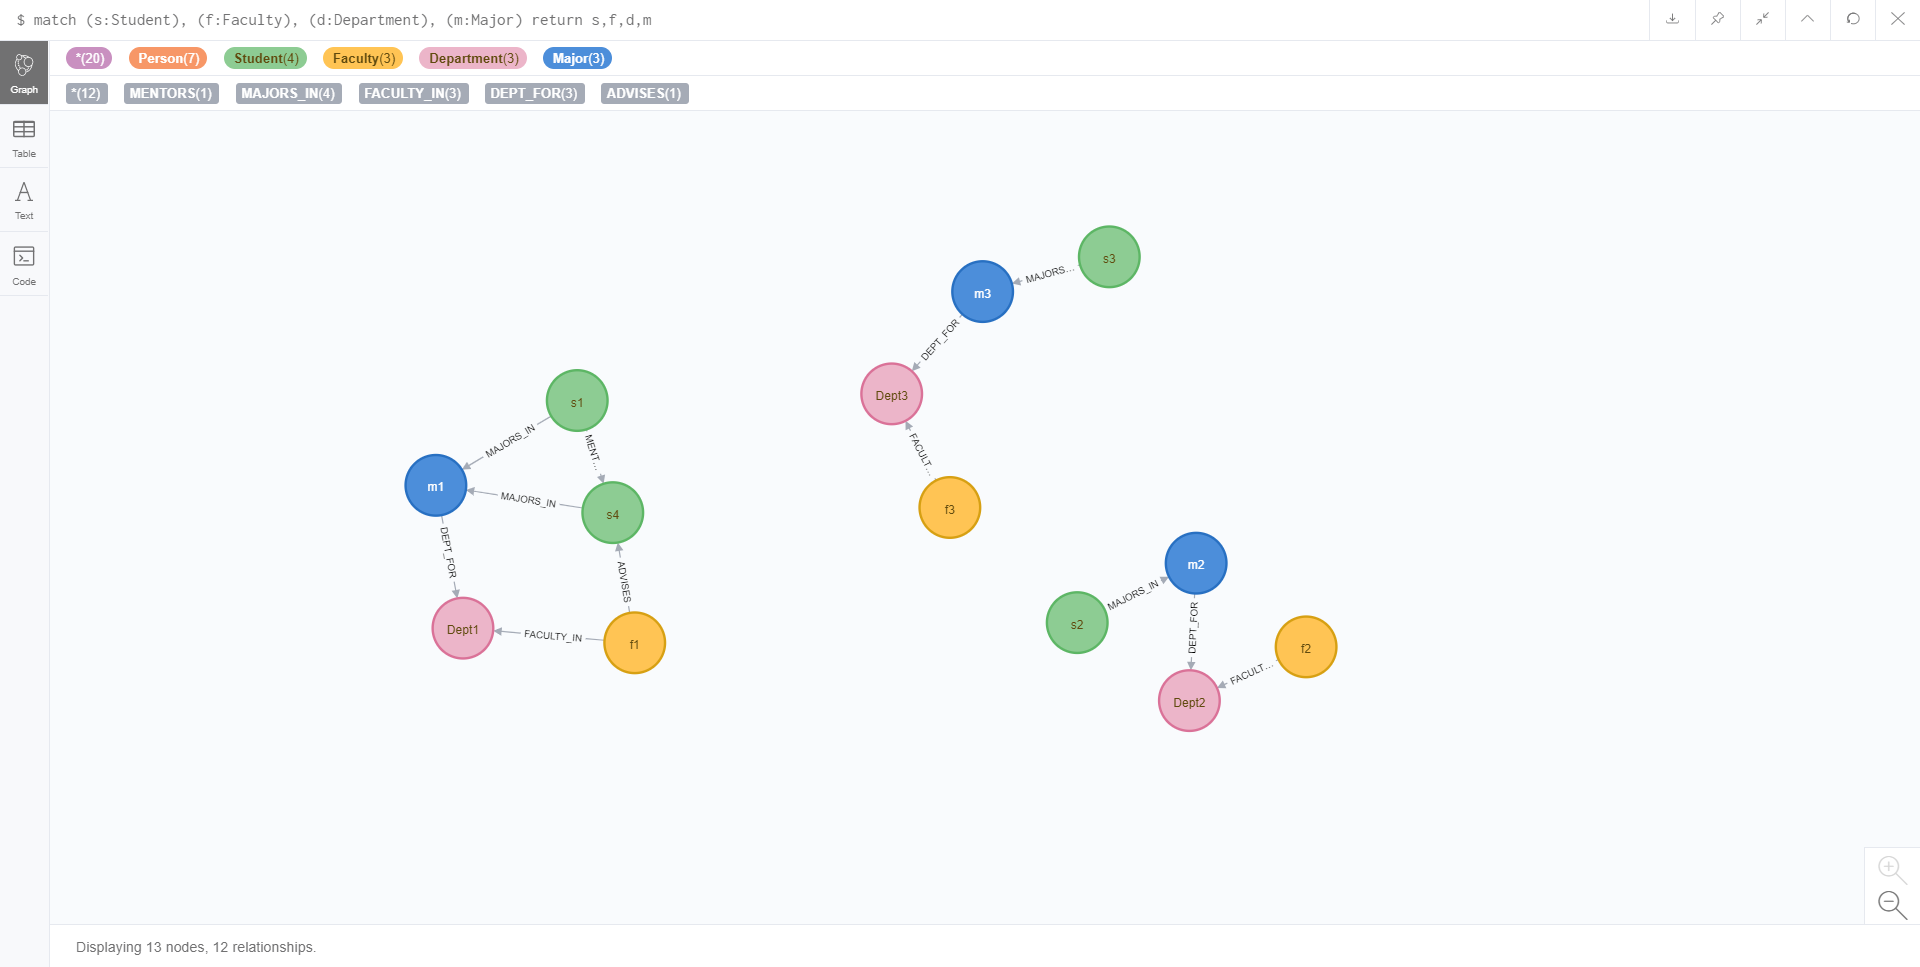 $ match (s:Student), (f:Faculty), (d:Department), (m:Major) return s,f,d,m
*(20) Person(7) Student(4) Faculty(3) Department(3) Major(3)
*(12) MENTORS(1) MAJORS_IN(4) FACULTY_IN(3) DEPT_FOR(3) ADVISES(1)
Graph
Table
Text
Code
s3
MAJORS...
m3
DEPT_FOR
Dept3
FACULT...
f3
s1
MAJORS_IN
MENT...
m1
MAJORS_IN
s4
DEPT_FOR
ADVISES
Dept1
FACULTY_IN
f1
m2
MAJORS_IN
s2
DEPT_FOR
f2
FACULT...
Dept2
Displaying 13 nodes, 12 relationships.